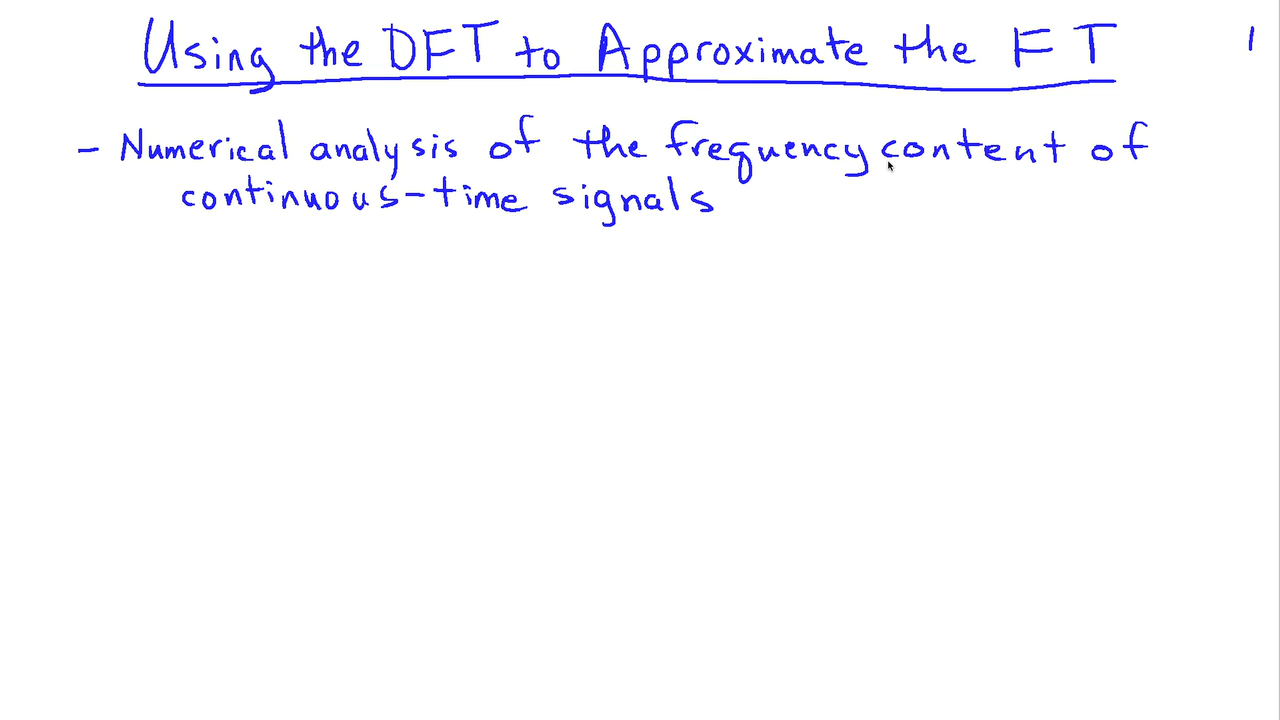 Using the DFT to Approximate the FT
1
- Numerical analysis of the frequency content of
continuous-time signals